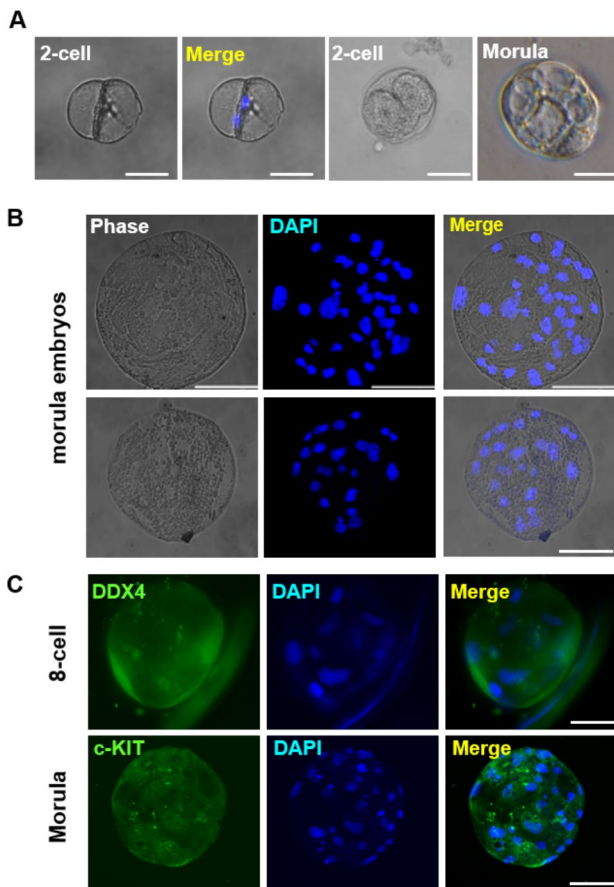 A
2-cell
Merge
2-cell
Morula
B
Phase
DAPI
Merge
morula embryos
C
DDX4
DAPI
Merge
8-cell
c-KIT
DAPI
Merge
Morula